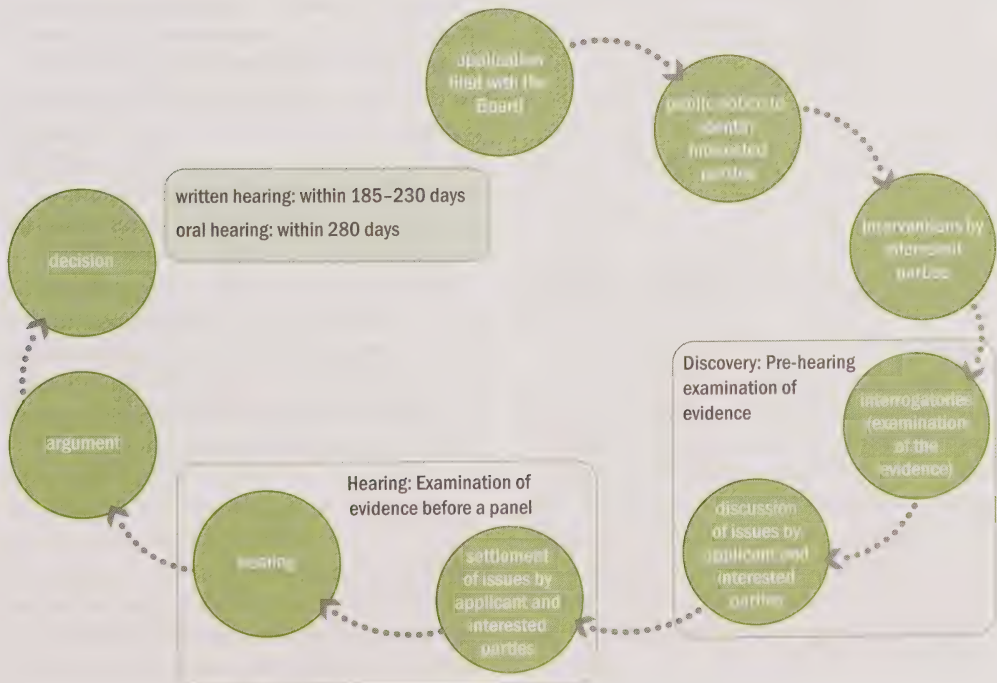 application
filed with the
Board
public notice to
identify
interested
parties
interventions by
interested
parties
Discovery: Pre-hearing
examination of
evidence
interrogatories
(examination
of the
evidence)
discussion
of issues by
applicant and
interested
parties
Hearing: Examination of
evidence before a panel
settlement
of issues by
applicant and
interested
parties
hearing
argument
decision
written hearing: within 185–230 days
oral hearing: within 280 days